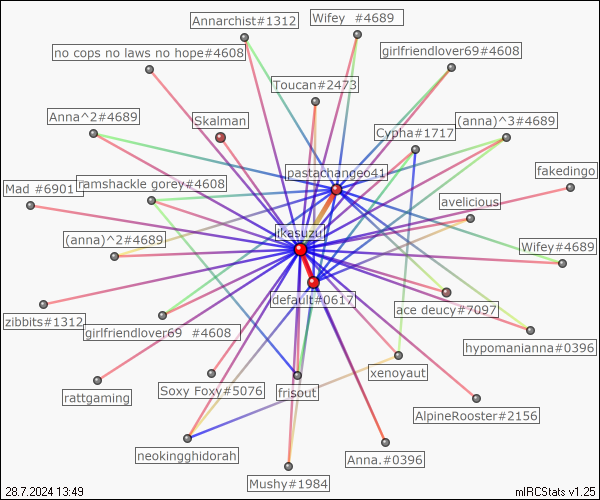 Annarchist#1312
Wifey_#4689
no cops no laws no hope#4608
girlfriendlover69#4608
Toucan#2473
Anna^2#4689
Skalman
Cypha#1717
(anna)^3#4689
pastachangeo41
fakedingo
Mad #6901
ramshackle gorey#4608
avelicious
ikasuzu
(anna)^2#4689
Wifey#4689
default#0617
ace deucy#7097
zibbits#1312
girlfriendlover69_#4608
hypomanianna#0396
xenoyaut
rattgaming
Soxy Foxy#5076
frisout
AlpineRooster#2156
neokingghidorah
Anna.#0396
Mushy#1984
28.7.2024 13:49
mIRCStats v1.25